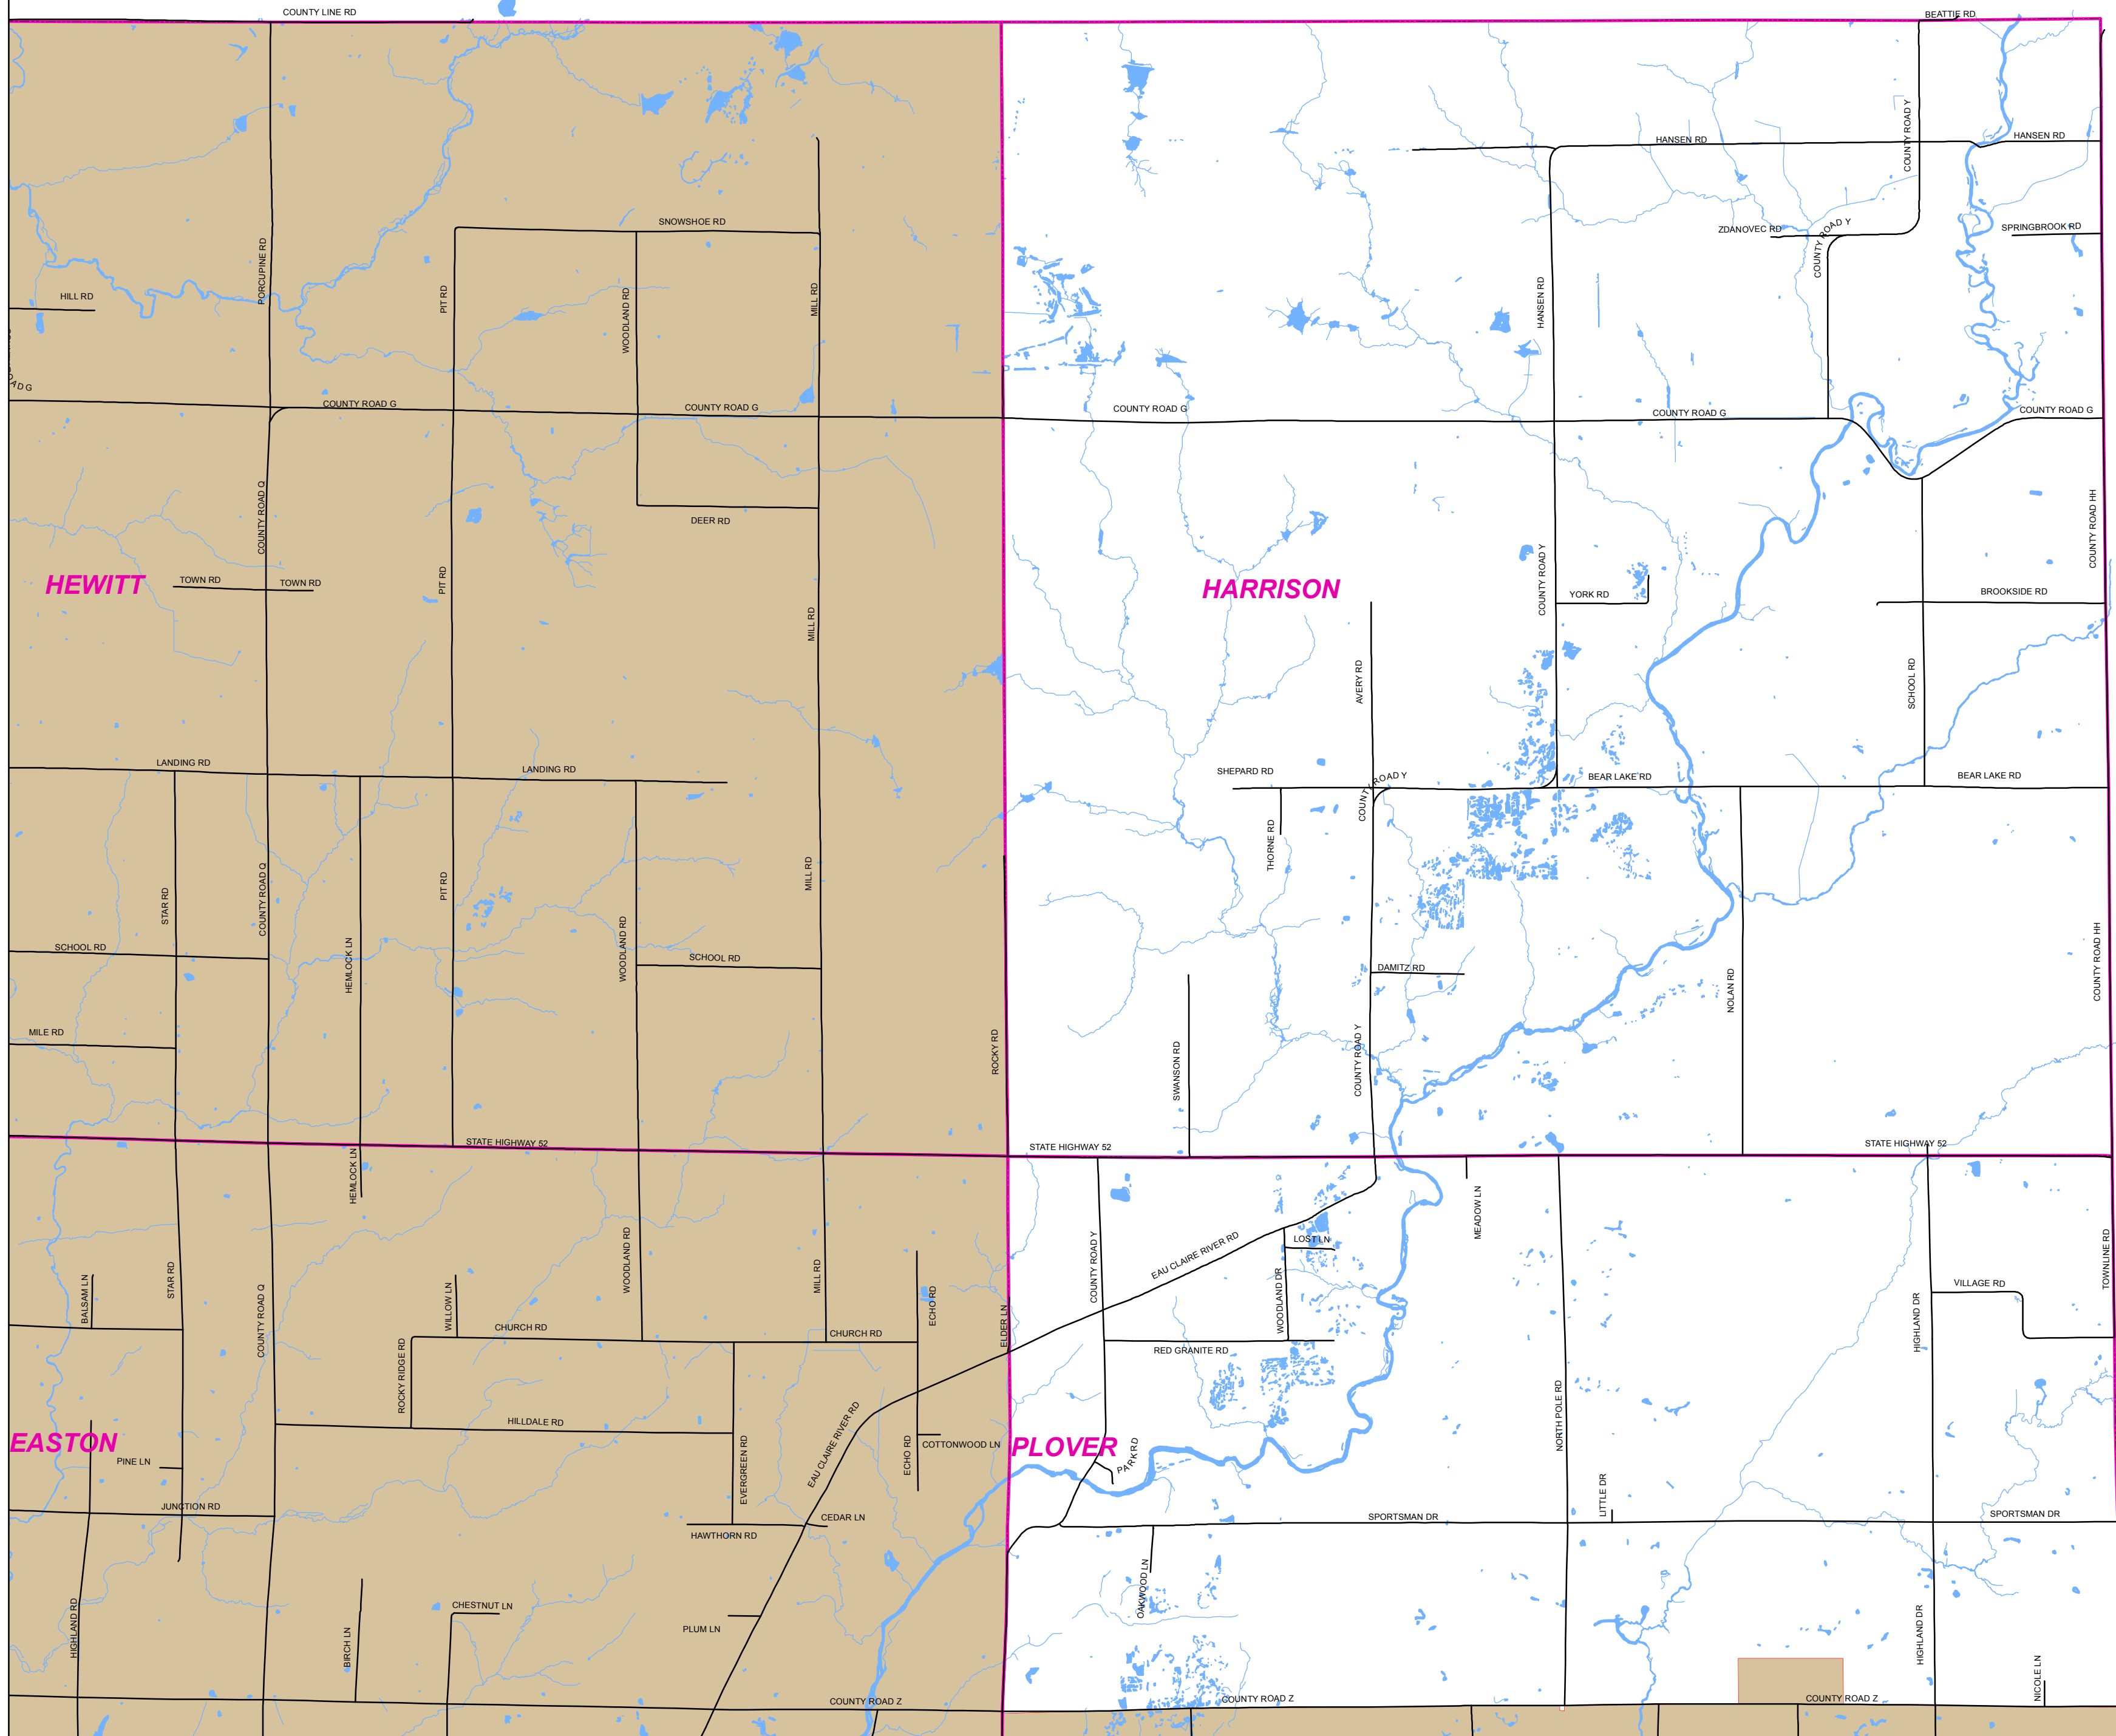 COUNTY LINE RD
BEATTIE RD
HANSEN RD
HANSEN RD
COUNTY ROAD Y
SNOWSHOE RD
ZDANOVEC RD
COUNTY ROAD Y
SPRINGBROOK RD
PORCUPINE RD
HILL RD
PIT RD
WOODLAND RD
MILL RD
HANSEN RD
COUNTY ROAD G
COUNTY ROAD G
COUNTY ROAD G
COUNTY ROAD G
COUNTY ROAD G
COUNTY ROAD Q
DEER RD
COUNTY ROAD HH
HEWITT
TOWN RD
TOWN RD
PIT RD
MILL RD
HARRISON
COUNTY ROAD Y
YORK RD
BROOKSIDE RD
AVERY RD
SCHOOL RD
LANDING RD
LANDING RD
SHEPARD RD
COUNTY ROAD Y
BEAR LAKE RD
BEAR LAKE RD
THORNE RD
STAR RD
COUNTY ROAD Q
PIT RD
MILL RD
SCHOOL RD
HEMLOCK LN
WOODLAND RD
SCHOOL RD
DAMITZ RD
NOLAN RD
COUNTY ROAD HH
MILE RD
ROCKY RD
SWANSON RD
COUNTY ROAD Y
STATE HIGHWAY 52
STATE HIGHWAY 52
STATE HIGHWAY 52
HEMLOCK LN
MEADOW LN
BALSAM LN
STAR RD
COUNTY ROAD Q
WILLOW LN
WOODLAND RD
MILL RD
ECHO RD
ELDER LN
COUNTY ROAD Y
EAU CLAIRE RIVER RD
LOST LN
WOODLAND DR
TOWNLINE RD
VILLAGE RD
HIGHLAND DR
CHURCH RD
CHURCH RD
RED GRANITE RD
ROCKY RIDGE RD
HILLDALE RD
EAU CLAIRE RIVER RD
ECHO RD
COTTONWOOD LN
NORTH POLE RD
EASTON
PINE LN
PLOVER
PARK RD
EVERGREEN RD
LITTLE DR
JUNCTION RD
CEDAR LN
HAWTHORN RD
SPORTSMAN DR
SPORTSMAN DR
OAKWOOD LN
HIGHLAND RD
BIRCH LN
CHESTNUT LN
PLUM LN
HIGHLAND DR
NICOLE LN
COUNTY ROAD Z
COUNTY ROAD Z
COUNTY ROAD Z